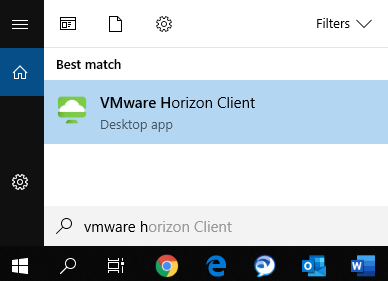 Filters
Best match
VMware Horizon Client
Desktop app
vmware horizon Client